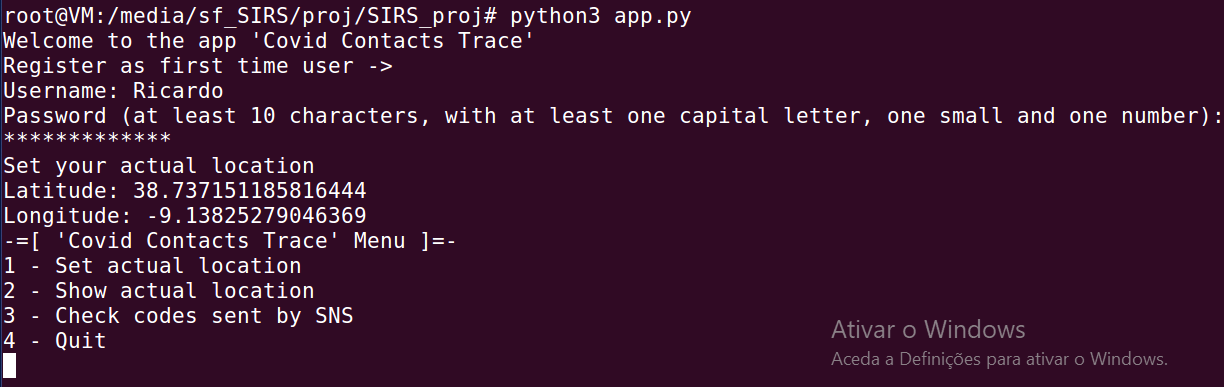 root@VM:/media/sf_SIRS/proj/SIRS_proj# python3 app.py
Welcome to the app 'Covid Contacts Trace'
Register as first time user ->
Username: Ricardo
Password (at least 10 characters, with at least one capital letter, one small and one number):
*************
Set your actual location
Latitude: 38.737151185816444
Longitude: -9.13825279046369
-=[ 'Covid Contacts Trace' Menu ]=-
1 - Set actual location
2 - Show actual location
3 - Check codes sent by SNS
4 - Quit
Ativar o Windows
Aceda a Definições para ativar o Windows.